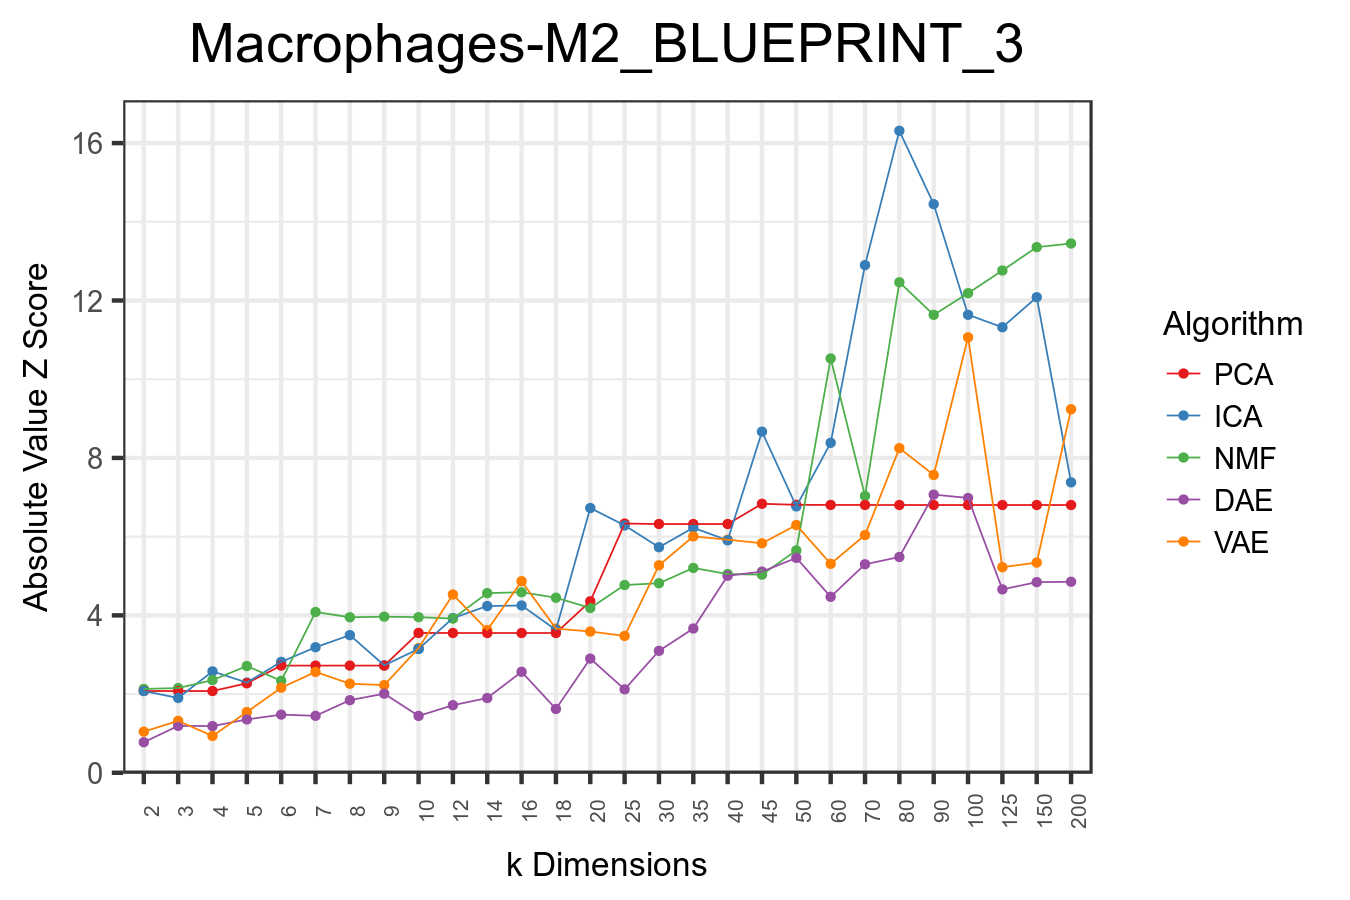 Macrophages-M2_BLUEPRINT_3
Absolute Value Z Score
16
12
8
4
0
2 3 4 5 6 7 8 9 10 12 14 16 18 20 25 30 35 40 45 50 60 70 80 90 100 125 150 200
k Dimensions
Algorithm
PCA
ICA
NMF
DAE
VAE